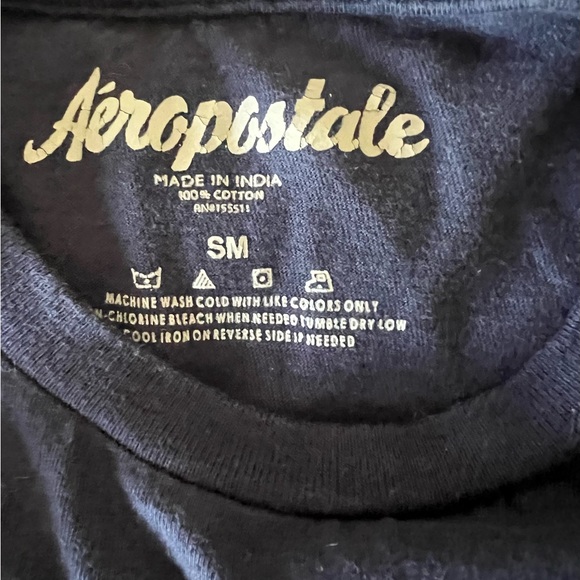 Aéropostale
MADE IN INDIA
100% COTTON
SM
MACHINE WASH COLD WITH LIKE COLORS ONLY
-CHLORINE BLEACH WHEN NEEDED TUMBLE DRY LOW
COOL IRON ON REVERSE SIDE IF NEEDED